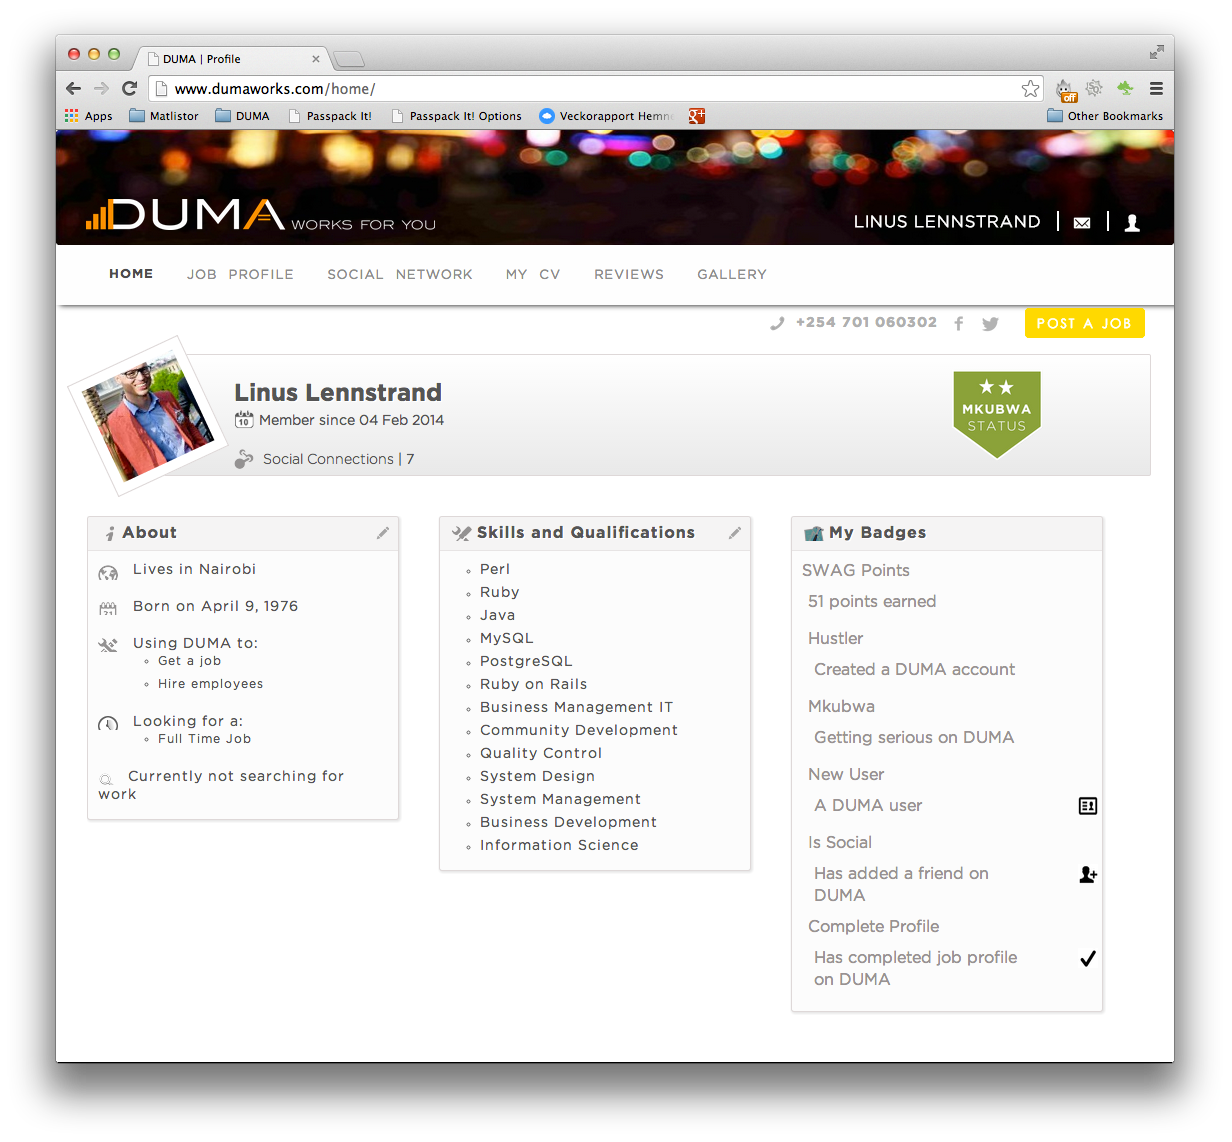 DUMA | Profile
www.dumaworks.com/home/
off
Apps
Matlistor
DUMA
Passpack It!
Passpack It! Options
Veckorapport Hemne
Other Bookmarks
DUMA WORKS FOR YOU
LINUS LENNSTRAND
HOME
JOB PROFILE
SOCIAL NETWORK
MY CV
REVIEWS
GALLERY
+254 701 060302
POST A JOB
Linus Lennstrand
10 Member since 04 Feb 2014
Social Connections | 7
MKUBWA
STATUS
About
Lives in Nairobi
Born on April 9, 1976
Using DUMA to:
Get a job
Hire employees
Looking for a:
Full Time Job
Currently not searching for
work
Skills and Qualifications
Perl
Ruby
Java
MySQL
PostgreSQL
Ruby on Rails
Business Management IT
Community Development
Quality Control
System Design
System Management
Business Development
Information Science
My Badges
SWAG Points
51 points earned
Hustler
Created a DUMA account
Mkubwa
Getting serious on DUMA
New User
A DUMA user
Is Social
Has added a friend on
DUMA
Complete Profile
Has completed job profile
on DUMA